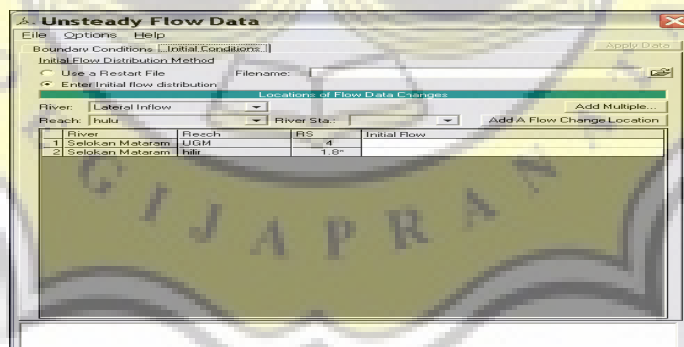 Unsteady Flow Data
File Options Help
Boundary Conditions Initial Conditions
Apply Data
Initial Flow Distribution Method
Use a Restart File Filename:
Enter Initial flow distribution
Locations of Flow Data Changes
River: Lateral Inflow Add Multiple...
Reach: hulu River Sta.: Add A Flow Change Location
River Reach RS Initial Flow
1 Selokan Mataram UGM 4
2 Selokan Mataram hilir 1.8*
GIJAPRAN